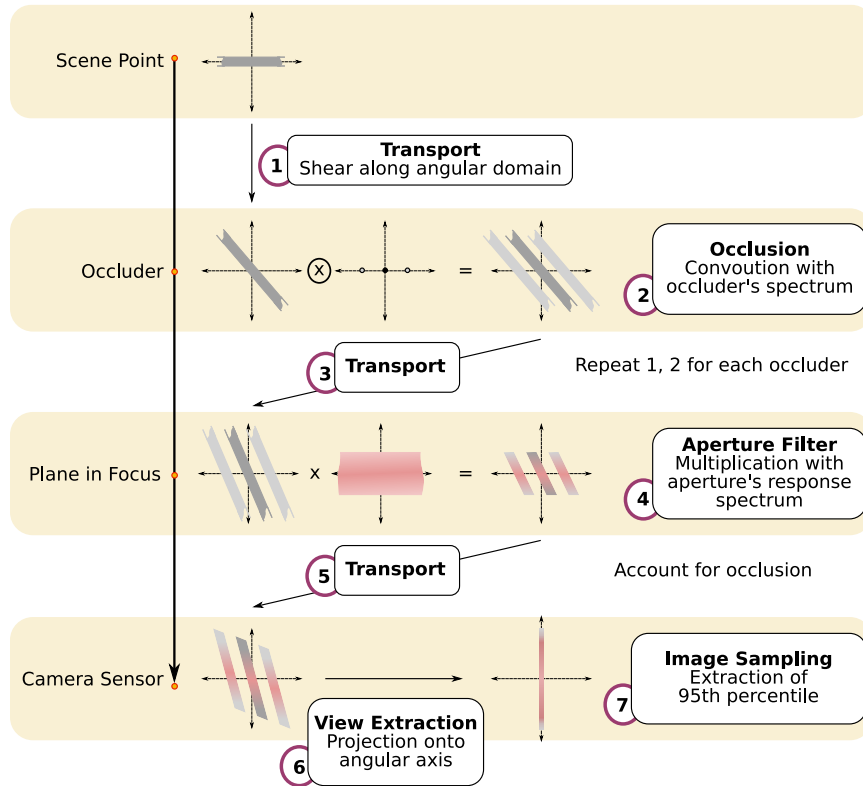 Scene Point
1
Transport
Shear along angular domain
Occluder
x
=
2
Occlusion
Convoution with
occluder's spectrum
3
Transport
Repeat 1, 2 for each occluder
Plane in Focus
x
=
4
Aperture Filter
Multiplication with
aperture's response
spectrum
5
Transport
Account for occlusion
Camera Sensor
6
View Extraction
Projection onto
angular axis
7
Image Sampling
Extraction of
95th percentile